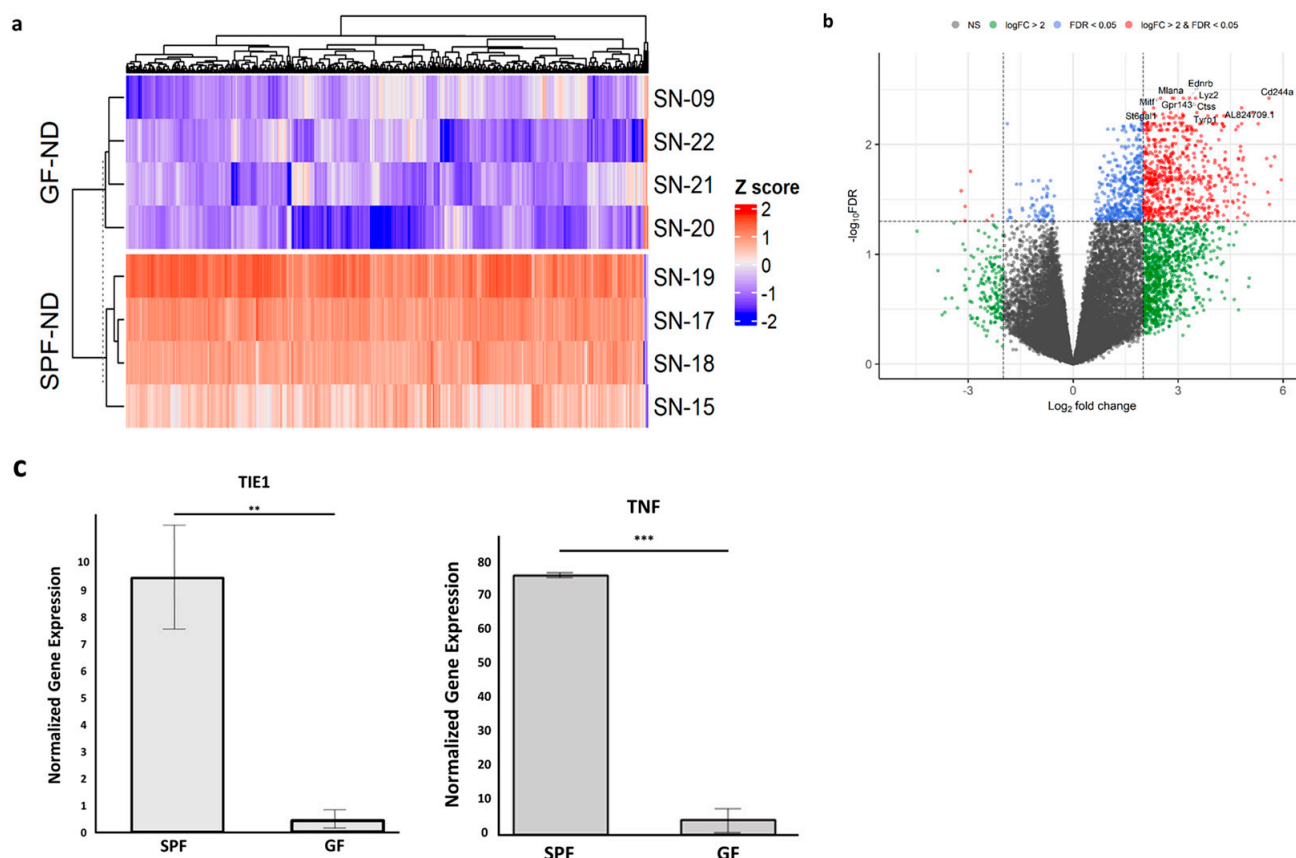 a
GF-ND
SPF-ND
SN-09
SN-22
SN-21
SN-20
SN-19
SN-17
SN-18
SN-15
Z score
2
1
0
-1
-2
b
NS logFC > 2 FDR < 0.05 logFC > 2 & FDR < 0.05
Ednrb
Mlana
Lyz2
Cd244a
Mitf
Gpr143
Ctss
St6gal1
Tyrp1
AL824709.1
-log10FDR
2
1
0
-3 0 3 6
Log2 fold change
c
TIE1
**
Normalized Gene Expression
10
9
8
7
6
5
4
3
2
1
0
SPF GF
TNF
***
Normalized Gene Expression
80
70
60
50
40
30
20
10
0
SPF GF